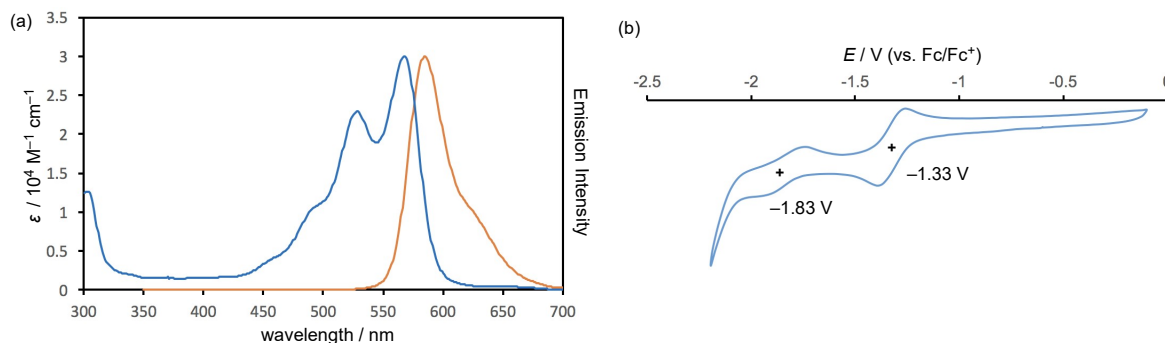 (a)
3.5
3
2.5
2
1.5
1
0.5
0
ε / 10⁴ M⁻¹ cm⁻¹
300 350 400 450 500 550 600 650 700
wavelength / nm
Emission Intensity
(b)
E / V (vs. Fc/Fc⁺)
-2.5 -2 -1.5 -1 -0.5 0
–1.33 V
–1.83 V